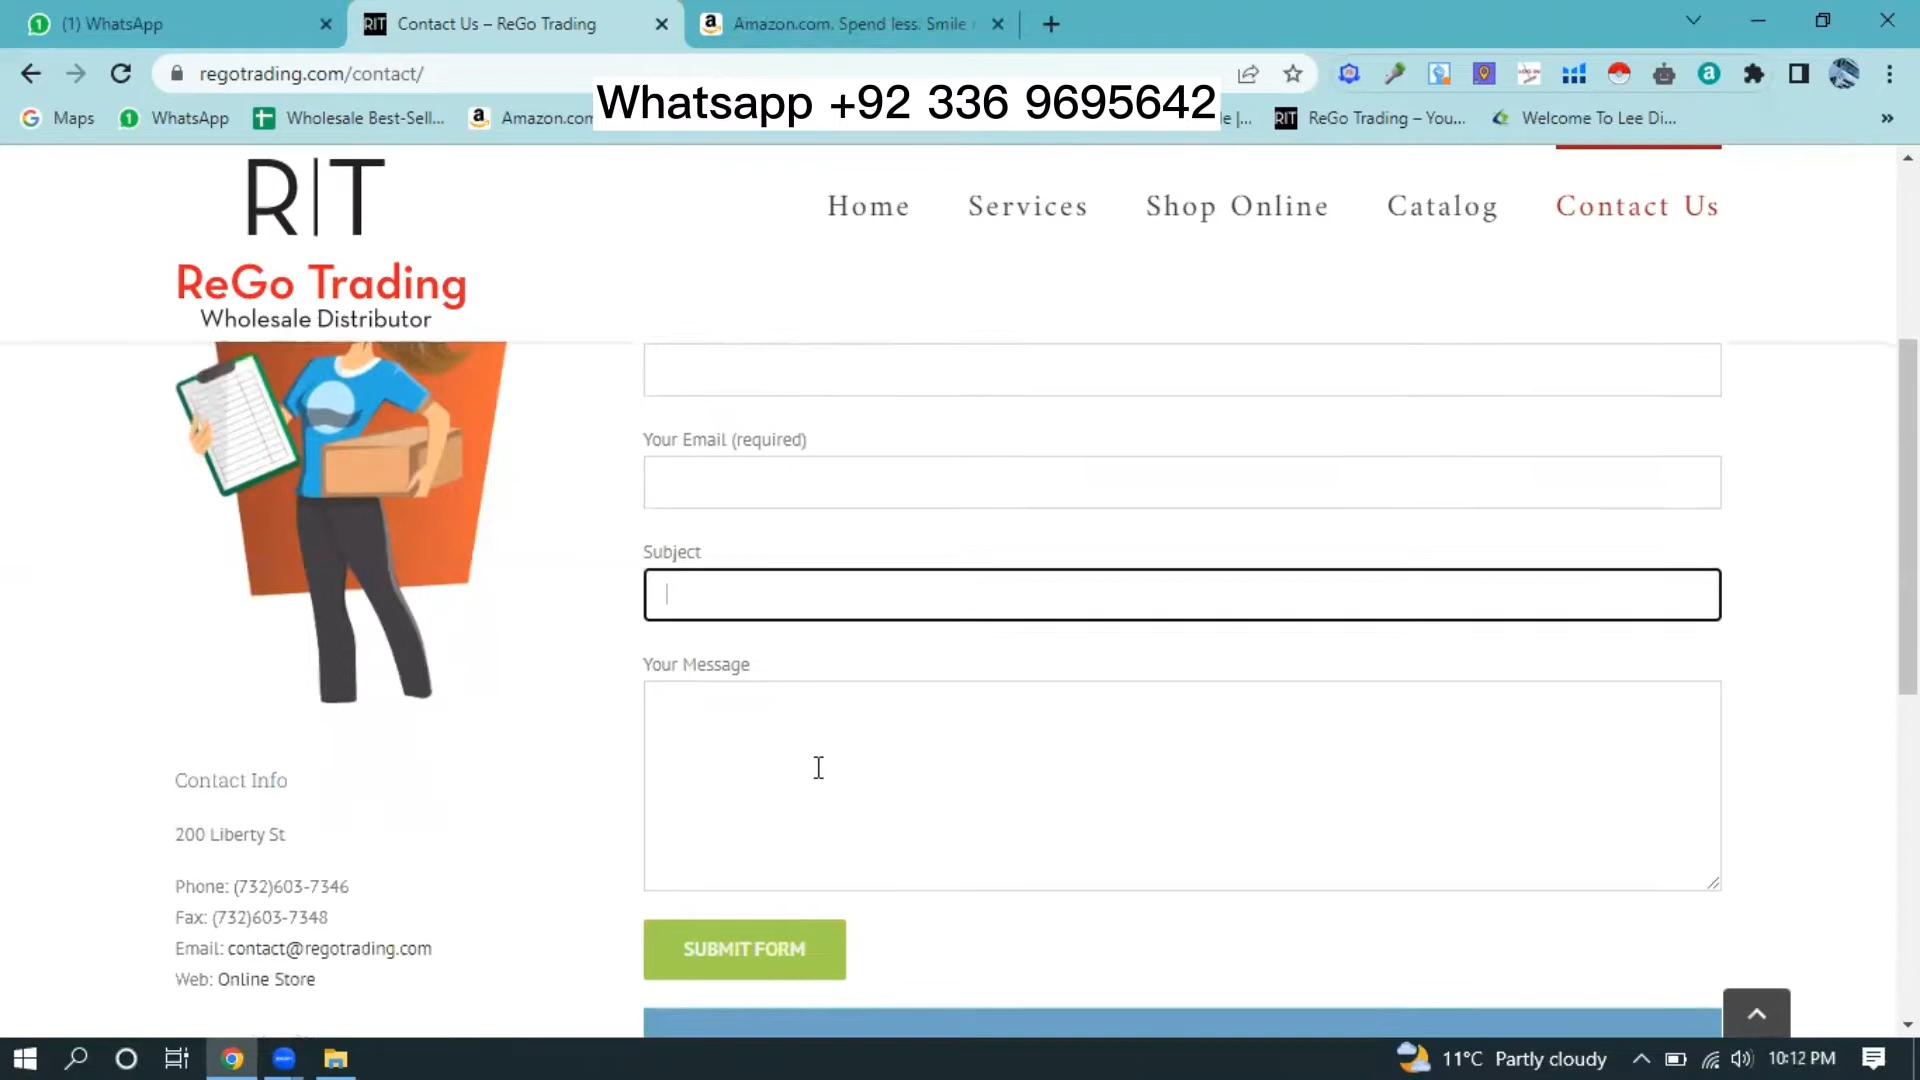 (1) WhatsApp
Contact Us – ReGo Trading
Amazon.com. Spend less. Smile
regotrading.com/contact/
Whatsapp +92 336 9695642
Maps
WhatsApp
Wholesale Best-Sell...
Amazon.com
ReGo Trading – You...
Welcome To Lee Di...
R|T
ReGo Trading
Wholesale Distributor
Home
Services
Shop Online
Catalog
Contact Us
Your Email (required)
Subject
Your Message
SUBMIT FORM
Contact Info
200 Liberty St
Phone: (732)603-7346
Fax: (732)603-7348
Email: contact@regotrading.com
Web: Online Store
11°C Partly cloudy
10:12 PM